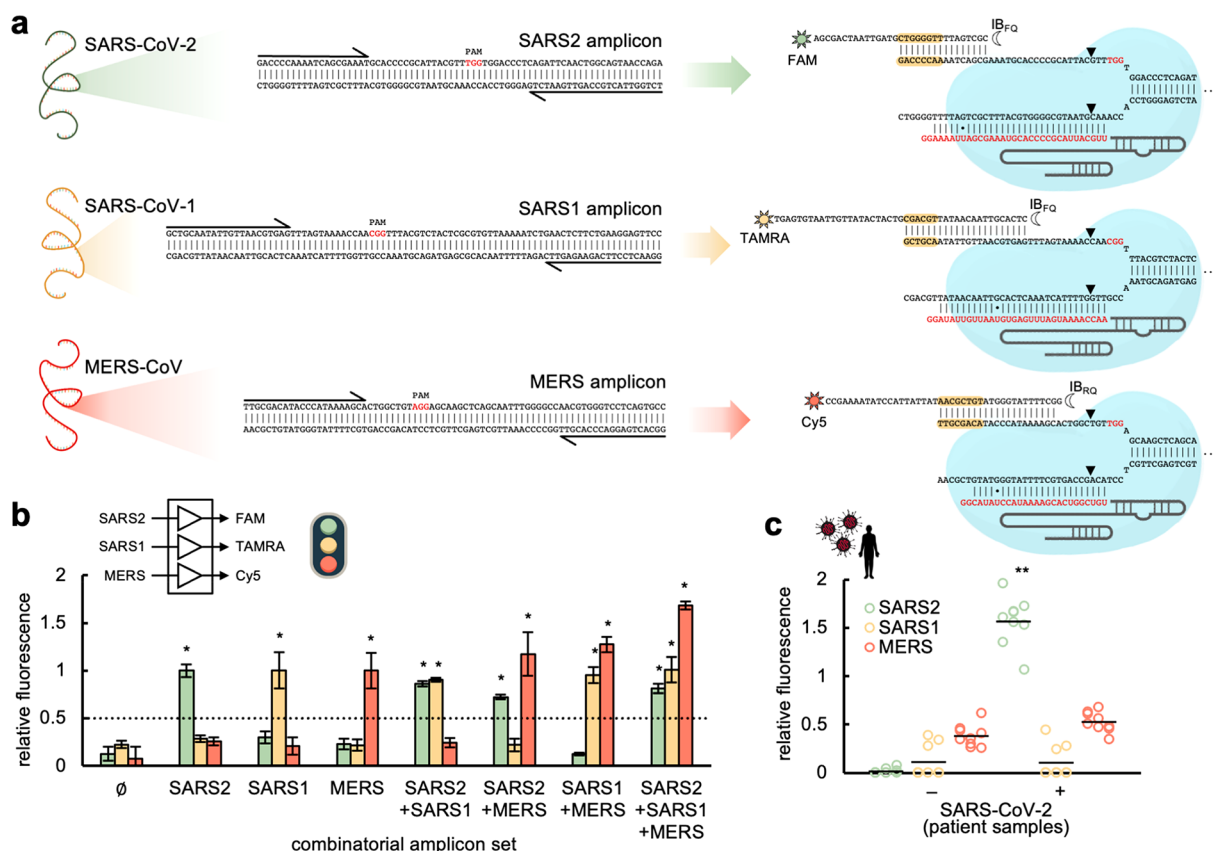 a
SARS-CoV-2
SARS2 amplicon
PAM
GACCCCAAAATCAGCGAAATGCACCCCGCATTACGTTTGGTGGACCCTCAGATTCAACTGGCAGTAACCAGA
CTGGGGTTTTAGTCGCTTTACGTGGGGCGTAATGCAAACCACCTGGGAGTCTAAGTTGACCGTCATTGGTCT
FAM
AGCGACTAATTGATGCTGGGGTTTTAGTCGC
IBFQ
GACCCCAAAATCAGCGAAATGCACCCCGCATTACGTTTGG
T
GGACCCTCAGAT
CCTGGGAGTCTA
A
CTGGGGTTTTAGTCGCTTTACGTGGGGCGTAATGCAAACC
GGAAAAUUAGCGAAAUGCACCCCGCAUUACGUU
SARS-CoV-1
SARS1 amplicon
PAM
GCTGCAATATTGTTAACGTGAGTTTAGTAAAACCAACGGTTTACGTCTACTCGCGTGTTAAAAATCTGAACTCTTCTGAAGGAGTTCC
CGACGTTATAACAATTGCACTCAAATCATTTTGGTTGCCAAATGCAGATGAGCGCACAATTTTTAGACTTGAGAAGACTTCCTCAAGG
TAMRA
TGAGTGTAATTGTTATACTACTGCGACGTTATAACAATTGCACTC
IBFQ
GCTGCAATATTGTTAACGTGAGTTTAGTAAAACCAACGG
T
TTACGTCTACTC
AATGCAGATGAG
A
CGACGTTATAACAATTGCACTCAAATCATTTTGGTTGCC
GGAUAUUGUUAAUGUGAGUUUAGUAAAACCAA
MERS-CoV
MERS amplicon
PAM
TTGCGACATACCCATAAAAGCACTGGCTGTAGGAGCAAGCTCAGCAATTTGGGGCCAACGTGGGTCCTCAGTGCC
AACGCTGTATGGGTATTTTCGTGACCGACATCCTCGTTCGAGTCGTTAAACCCCGGTTGCACCCAGGAGTCACGG
Cy5
CCGAAAATATCCATTATTATAACGCTGTATGGGTATTTTCGG
IBRQ
TTGCGACATACCCATAAAAGCACTGGCTGTTGG
A
GCAAGCTCAGCA
CGTTCGAGTCGT
T
AACGCTGTATGGGTATTTTCGTGACCGACATCC
GGCAUAUCCAUAAAAGCACUGGCUGU
b
SARS2
FAM
SARS1
TAMRA
MERS
Cy5
relative fluorescence
2
1.5
1
0.5
0
* * * * * * * * * * * *
ø
SARS2
SARS1
MERS
SARS2
+SARS1
SARS2
+MERS
SARS1
+MERS
SARS2
+SARS1
+MERS
combinatorial amplicon set
c
relative fluorescence
2
1.5
1
0.5
0
SARS2
SARS1
MERS
**
–
+
SARS-CoV-2
(patient samples)